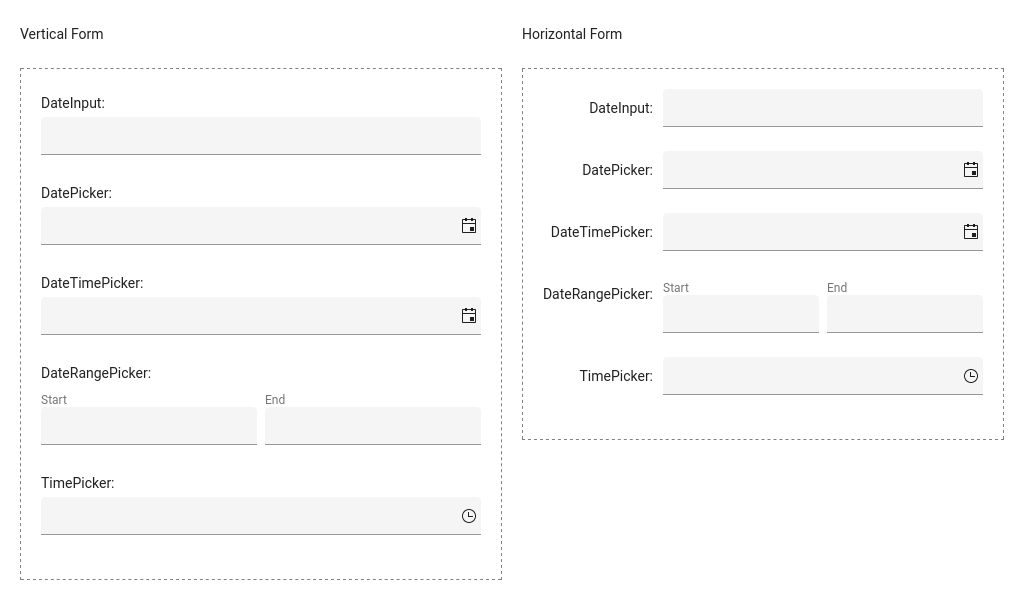 Vertical Form
DateInput:
DatePicker:
DateTimePicker:
DateRangePicker:
Start End
TimePicker:
Horizontal Form
DateInput:
DatePicker:
DateTimePicker:
DateRangePicker: Start End
TimePicker: